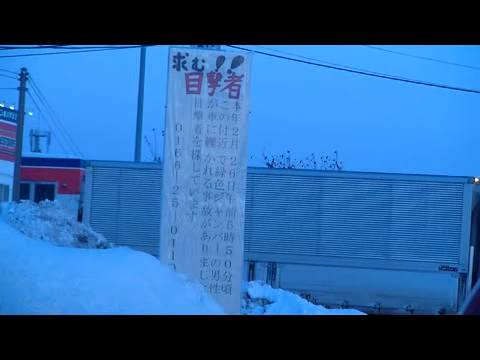 求む!!
目撃者
本年2月26日午前5時50分頃
この付近で緑色ジャンパーの男性
が車に轢かれる事故がありました
目撃者を探しています
0166-25-011